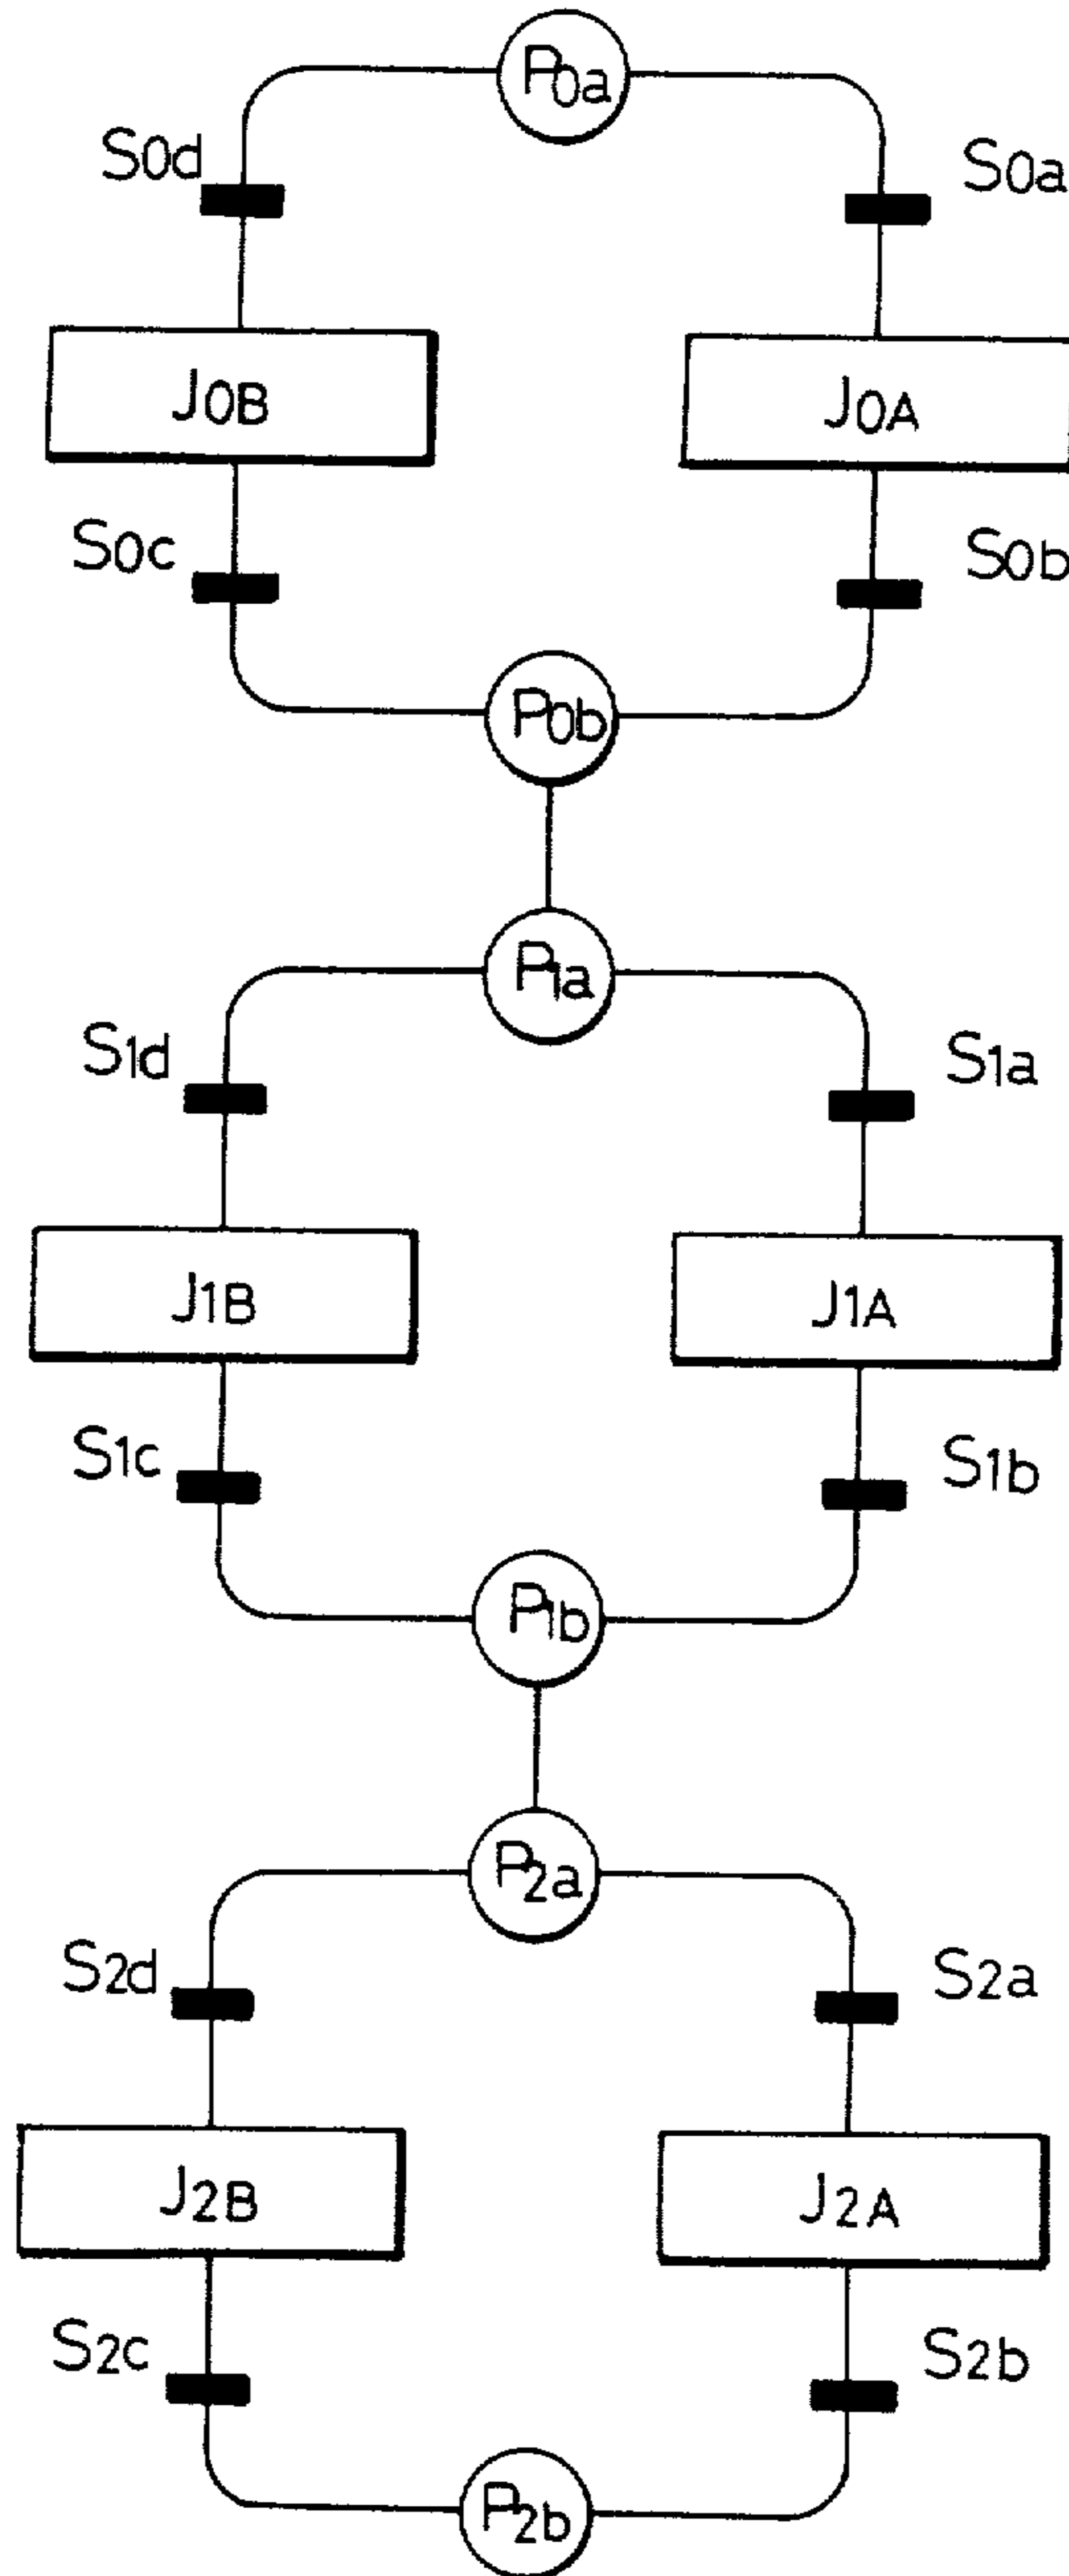 P0a
S0d
S0a
J0B
J0A
S0c
S0b
P0b
P1a
S1d
S1a
J1B
J1A
S1c
S1b
P1b
P2a
S2d
S2a
J2B
J2A
S2c
S2b
P2b